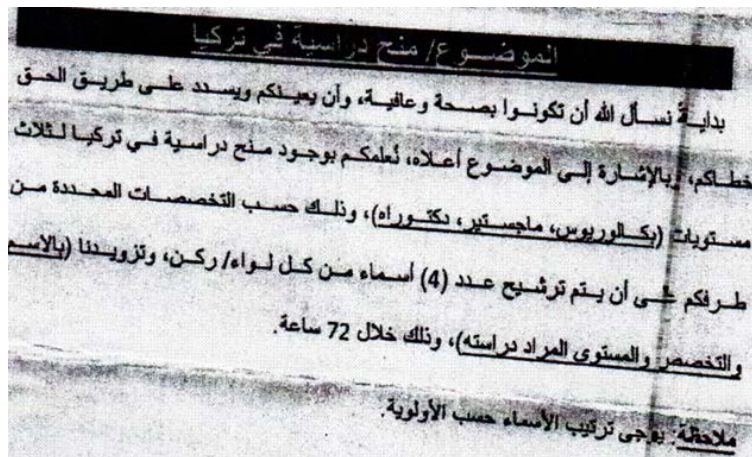 الموضوع/ منح دراسية في تركيا
بداية نسأل الله أن تكونوا بصحة وعافية، وأن يعينكم ويسدد على طريق الحق
خطاكم، وبالإشارة إلى الموضوع أعلاه، نُعلمكم بوجود منح دراسية في تركيا لثلاث
مستويات (بكالوريوس، ماجستير، دكتوراه)، وذلك حسب التخصصات المحددة من
طرفكم على أن يتم ترشيح عدد (4) أسماء من كل لواء/ ركن، وتزويدنا (بالاسم
والتخصص والمستوى المراد دراسته)، وذلك خلال 72 ساعة.
ملاحظة: يرجى ترتيب الأسماء حسب الأولوية.